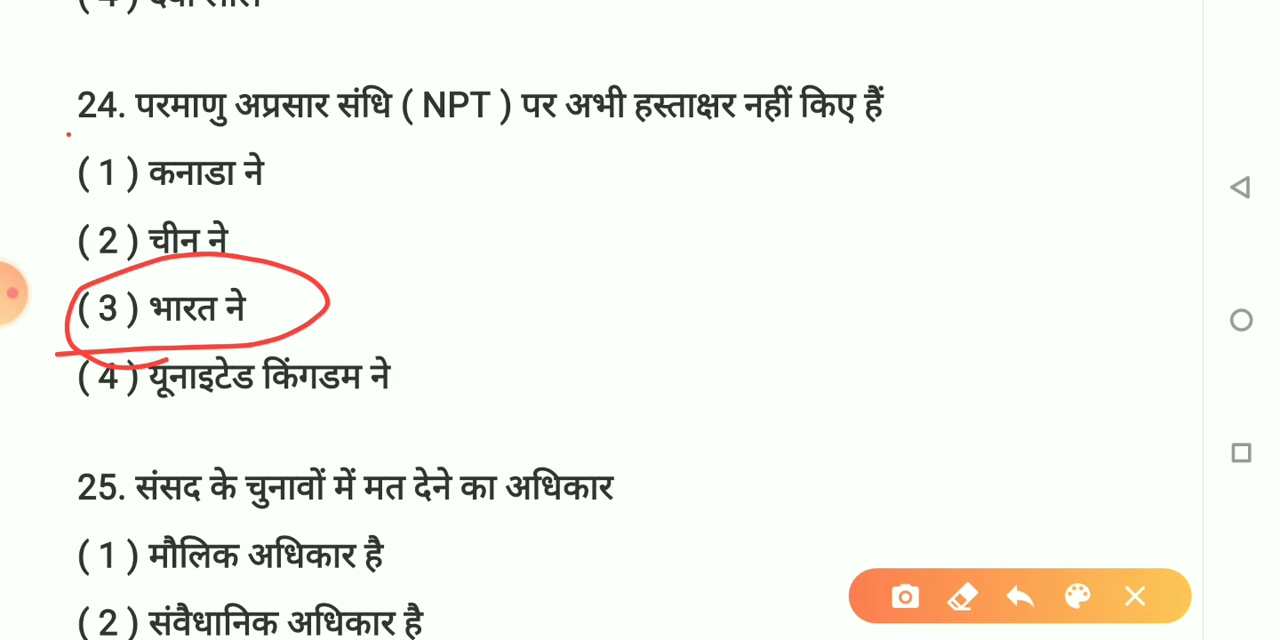 24. परमाणु अप्रसार संधि ( NPT ) पर अभी हस्ताक्षर नहीं किए हैं
( 1 ) कनाडा ने
( 2 ) चीन ने
( 3 ) भारत ने
( 4 ) यूनाइटेड किंगडम ने
25. संसद के चुनावों में मत देने का अधिकार
( 1 ) मौलिक अधिकार है
( 2 ) संवैधानिक अधिकार है